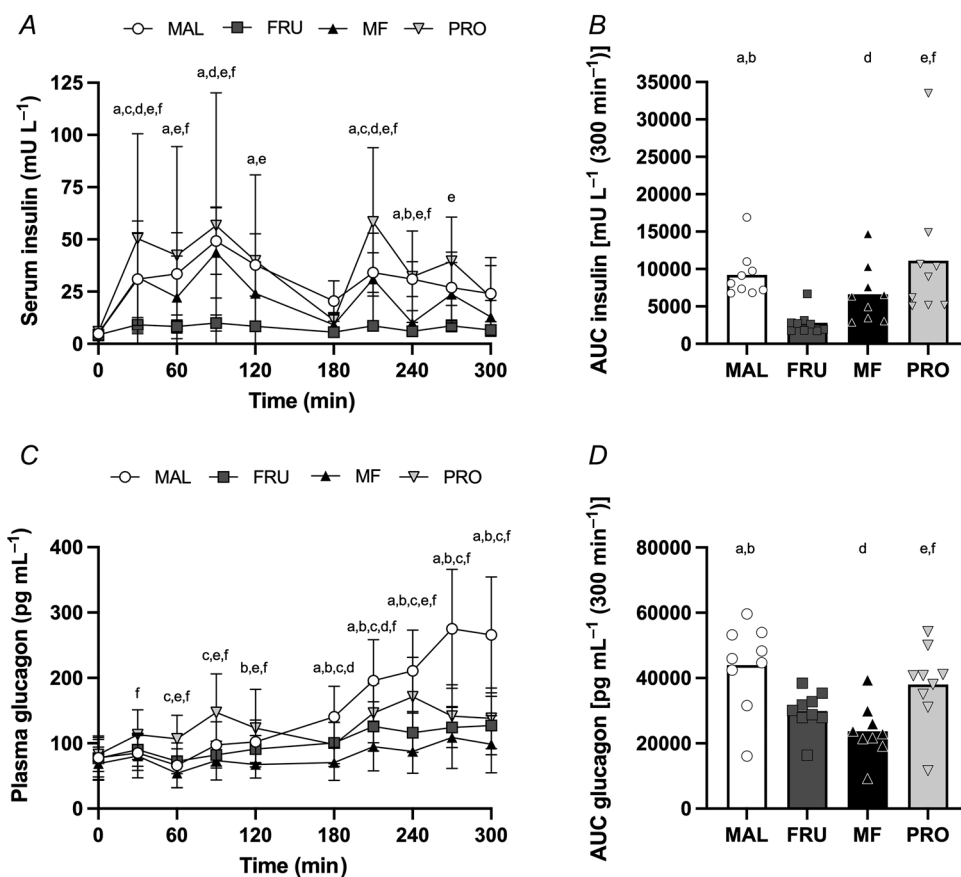 A
MAL FRU MF PRO
Serum insulin (mU L−1)
125
100
75
50
25
0
a,c,d,e,f
a,e,f
a,d,e,f
a,e
a,c,d,e,f
a,b,e,f
e
0 60 120 180 240 300
Time (min)
B
AUC insulin [mU L−1 (300 min−1)]
35000
30000
25000
20000
15000
10000
5000
0
a,b d e,f
MAL FRU MF PRO
C
MAL FRU MF PRO
Plasma glucagon (pg mL−1)
400
300
200
100
0
f
c,e,f
c,e,f
b,e,f
a,b,c,d
a,b,c,d,f
a,b,c,e,f
a,b,c,f
a,b,c,f
0 60 120 180 240 300
Time (min)
D
AUC glucagon [pg mL−1 (300 min−1)]
80000
60000
40000
20000
0
a,b d e,f
MAL FRU MF PRO